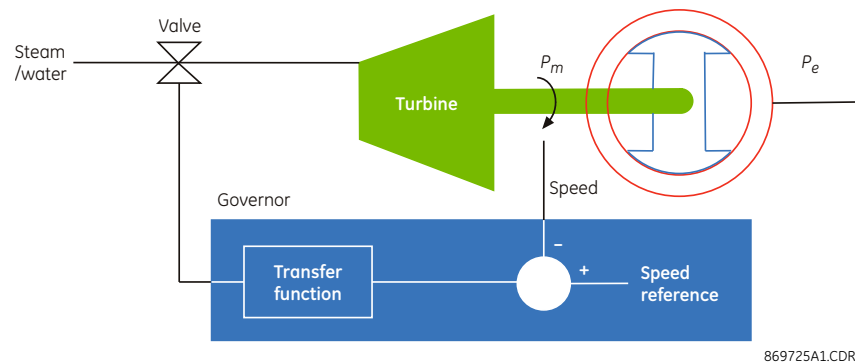 Valve
Steam
/water
Turbine
Pm
Pe
Speed
Governor
Transfer
function
–
+
Speed
reference
869725A1.CDR